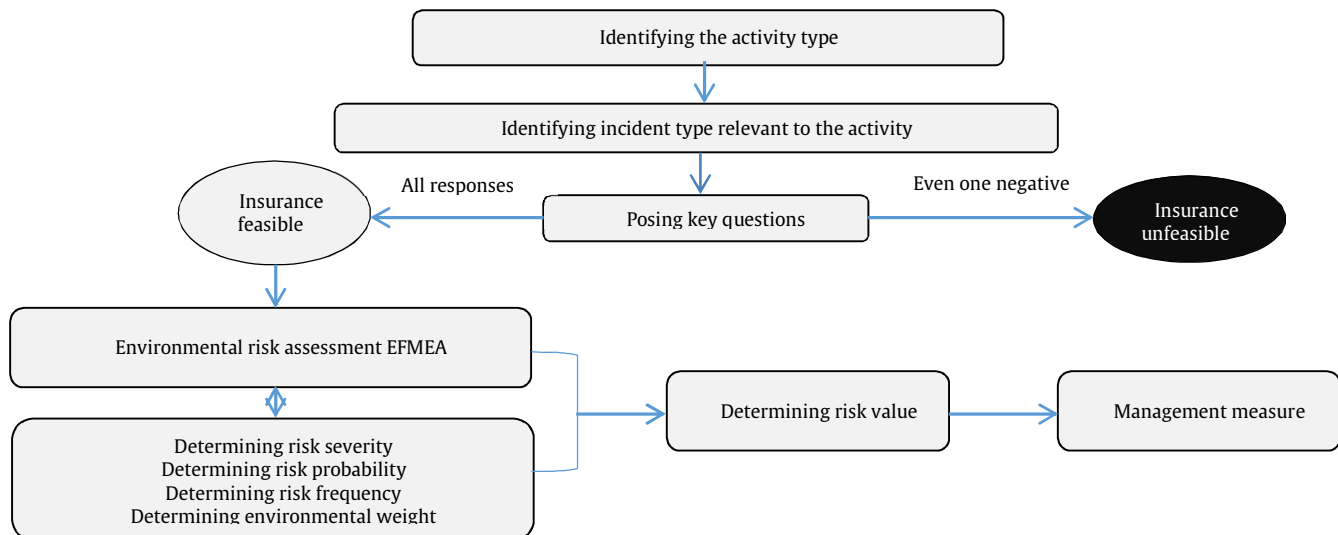 Identifying the activity type
Identifying incident type relevant to the activity
All responses
Even one negative
Insurance
feasible
Posing key questions
Insurance
unfeasible
Environmental risk assessment EFMEA
Determining risk value
Management measure
Determining risk severity
Determining risk probability
Determining risk frequency
Determining environmental weight